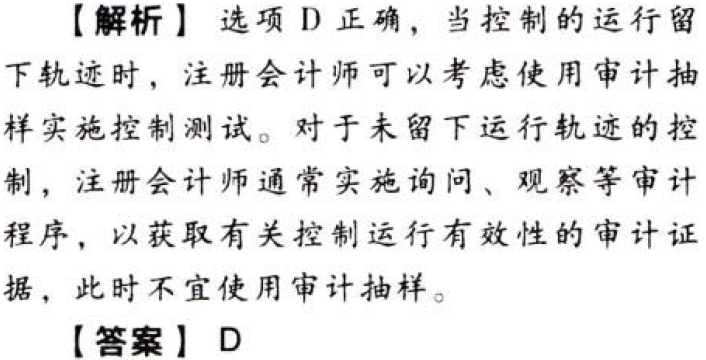 【解析】 选项 D 正确，当控制的运行留
下轨迹时，注册会计师可以考虑使用审计抽
样实施控制测试。对于未留下运行轨迹的控
制，注册会计师通常实施询问、观察等审计
程序，以获取有关控制运行有效性的审计证
据，此时不宜使用审计抽样。
【答案】 D